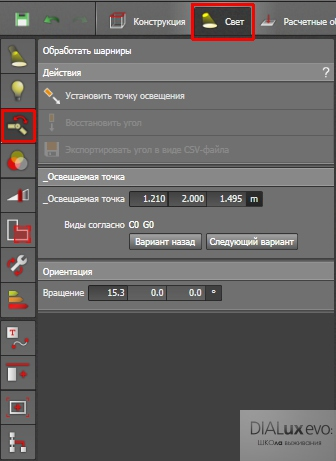 Конструкция Свет Расчетные об
Обработать шарниры
Действия ?
Установить точку освещения
Восстановить угол
Экспортировать угол в виде CSV-файла
_Освещаемая точка
_Освещаемая точка 1.210 2.000 1.495 m
Виды согласно C0 G0
Вариант назад Следующий вариант
Ориентация
Вращение 15.3 0.0 0.0 °
T
DIALux evo:
школа выживания